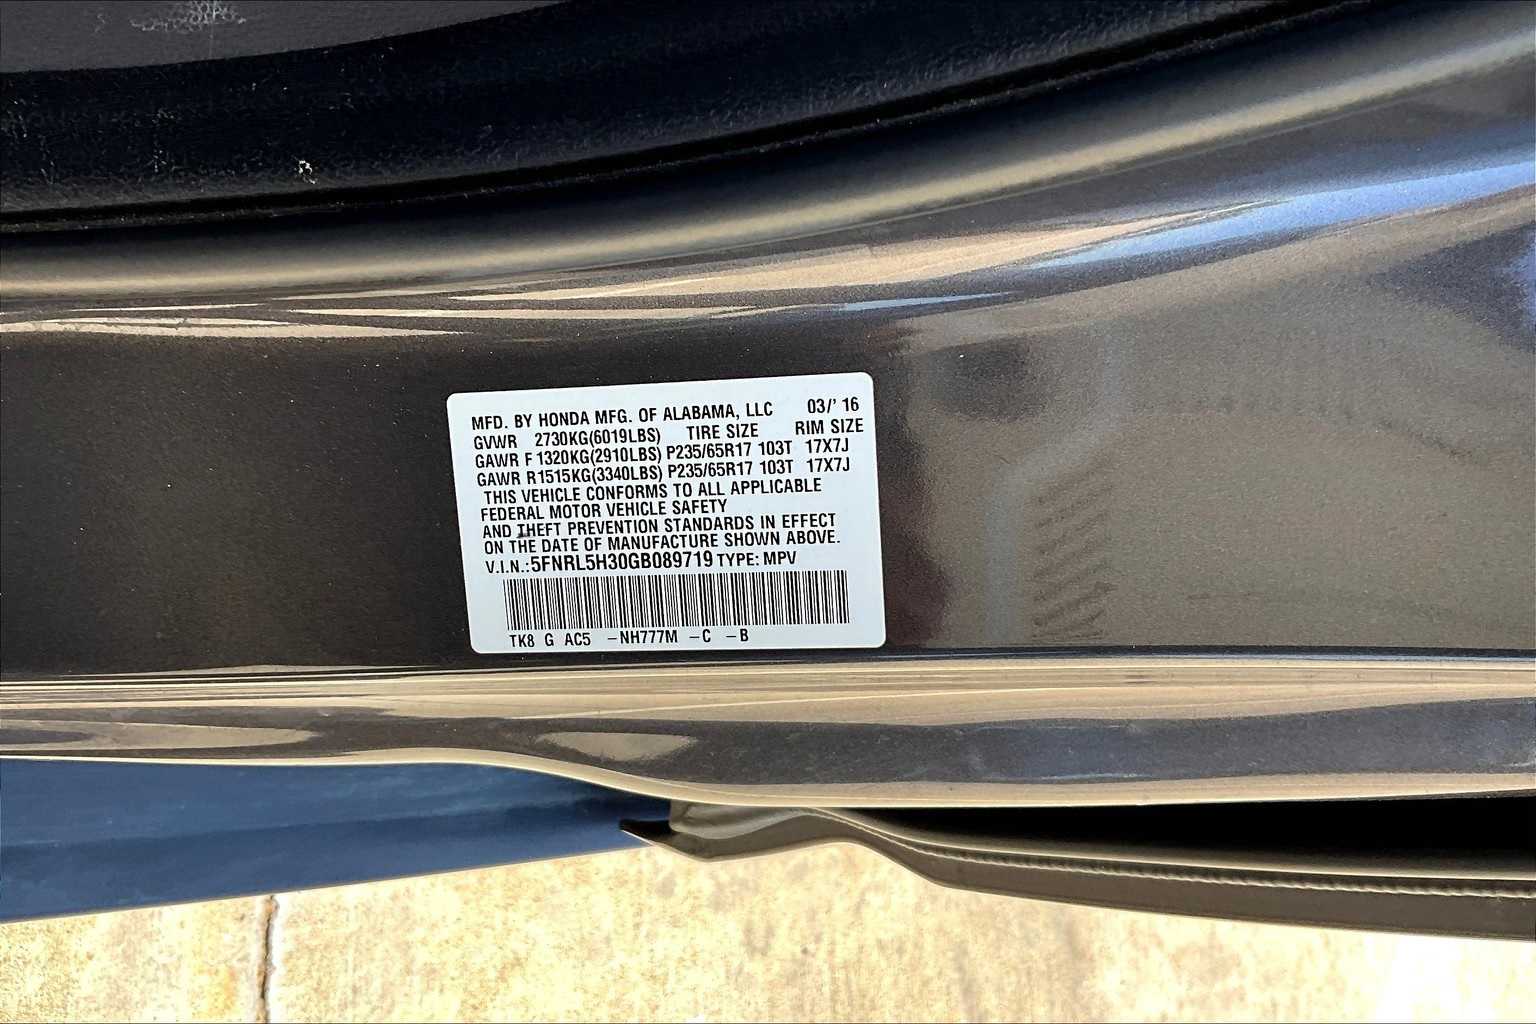 MFD. BY HONDA MFG. OF ALABAMA, LLC 03/' 16
GVWR 2730KG(6019LBS) TIRE SIZE RIM SIZE
GAWR F 1320KG(2910LBS) P235/65R17 103T 17X7J
GAWR R1515KG(3340LBS) P235/65R17 103T 17X7J
THIS VEHICLE CONFORMS TO ALL APPLICABLE
FEDERAL MOTOR VEHICLE SAFETY
AND THEFT PREVENTION STANDARDS IN EFFECT
ON THE DATE OF MANUFACTURE SHOWN ABOVE.
V.I.N.:5FNRL5H30GB089719 TYPE: MPV
TK8 G AC5 -NH777M -C -B